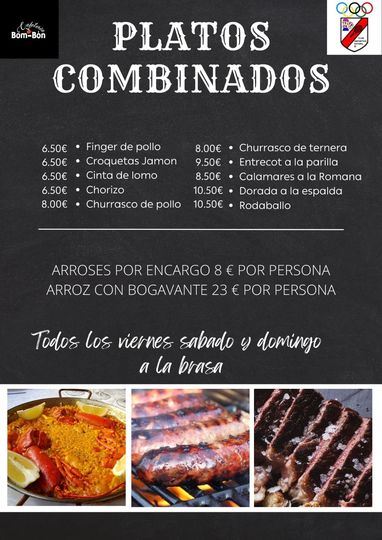 Cafetería
Bom-Bon
PLATOS
COMBINADOS
6.50€ • Finger de pollo
6.50€ • Croquetas Jamon
6.50€ • Cinta de lomo
6.50€ • Chorizo
8.00€ • Churrasco de pollo
8.00€ • Churrasco de ternera
9.50€ • Entrecot a la parilla
8.50€ • Calamares a la Romana
10.50€ • Dorada a la espalda
10.50€ • Rodaballo
ARROSES POR ENCARGO 8 € POR PERSONA
ARROZ CON BOGAVANTE 23 € POR PERSONA
Todos los viernes sabado y domingo
a la brasa